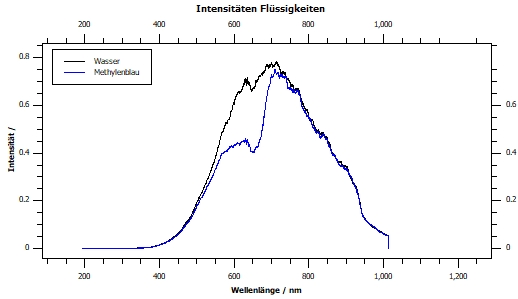 Intensitäten Flüssigkeiten
200 400 600 800 1,000
Wasser
Methylenblau
0.8 0.8
0.6 0.6
0.4 0.4
0.2 0.2
0 0
Intensität /
200 400 600 800 1,000 1,200
Wellenlänge / nm